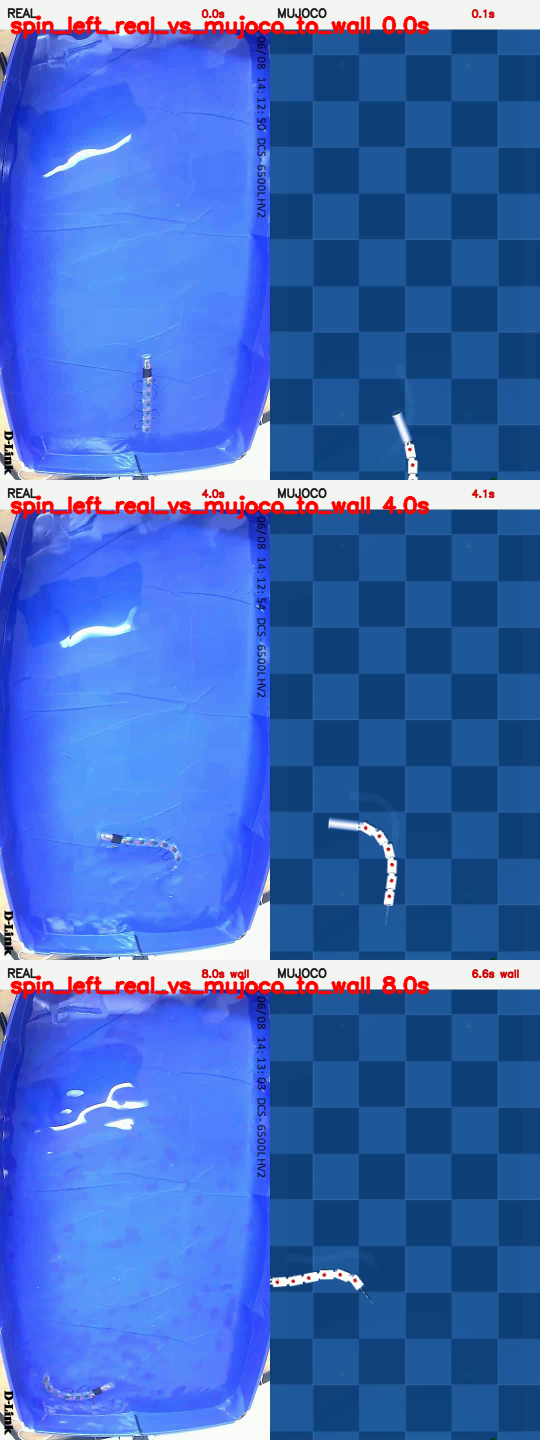 REAL 0.0s MUJOCO 0.1s
spin_left_real_vs_mujoco_to_wall 0.0s
06/08 14:12:50 DCS-6500LHV2
D-Link
REAL 4.0s MUJOCO 4.1s
spin_left_real_vs_mujoco_to_wall 4.0s
06/08 14:12:54 DCS-6500LHV2
D-Link
REAL 8.0s wall MUJOCO 6.6s wall
spin_left_real_vs_mujoco_to_wall 8.0s
06/08 14:13:03 DCS-6500LHV2
D-Link